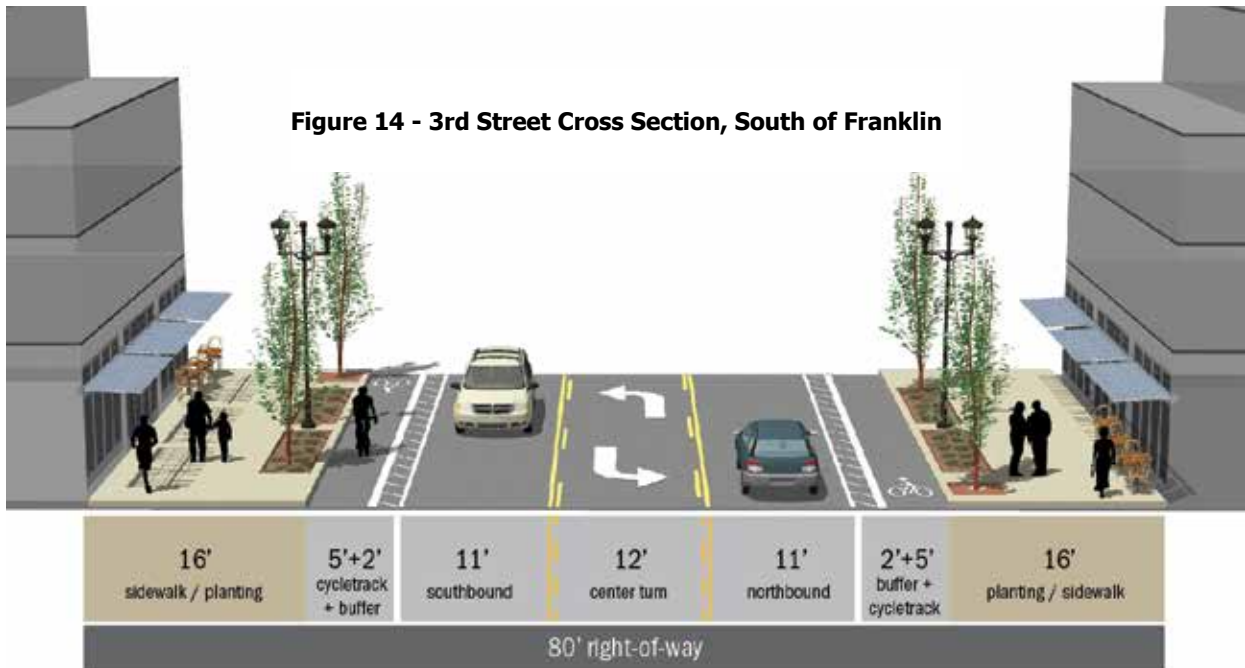 Figure 14 - 3rd Street Cross Section, South of Franklin
16'
sidewalk / planting
5'+2'
cycletrack
+ buffer
11'
southbound
12'
center turn
11'
northbound
2'+5'
buffer +
cycletrack
16'
planting / sidewalk
80' right-of-way